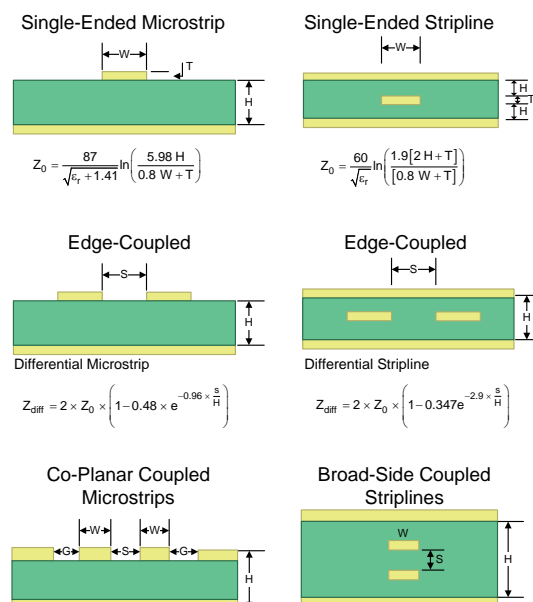 Single-Ended Microstrip
W
T
H
Z₀ = 87/√(εᵣ + 1.41) ln(5.98 H/(0.8 W + T))
Single-Ended Stripline
W
H
T
H
Z₀ = 60/√εᵣ ln(1.9[2 H + T]/[0.8 W + T])
Edge-Coupled
S
H
Differential Microstrip
Z_diff = 2 × Z₀ × (1 − 0.48 × e^(−0.96 × s/H))
Edge-Coupled
S
H
Differential Stripline
Z_diff = 2 × Z₀ × (1 − 0.347e^(−2.9 × s/H))
Co-Planar Coupled
Microstrips
W W
G S G
H
Broad-Side Coupled
Striplines
W
S
H